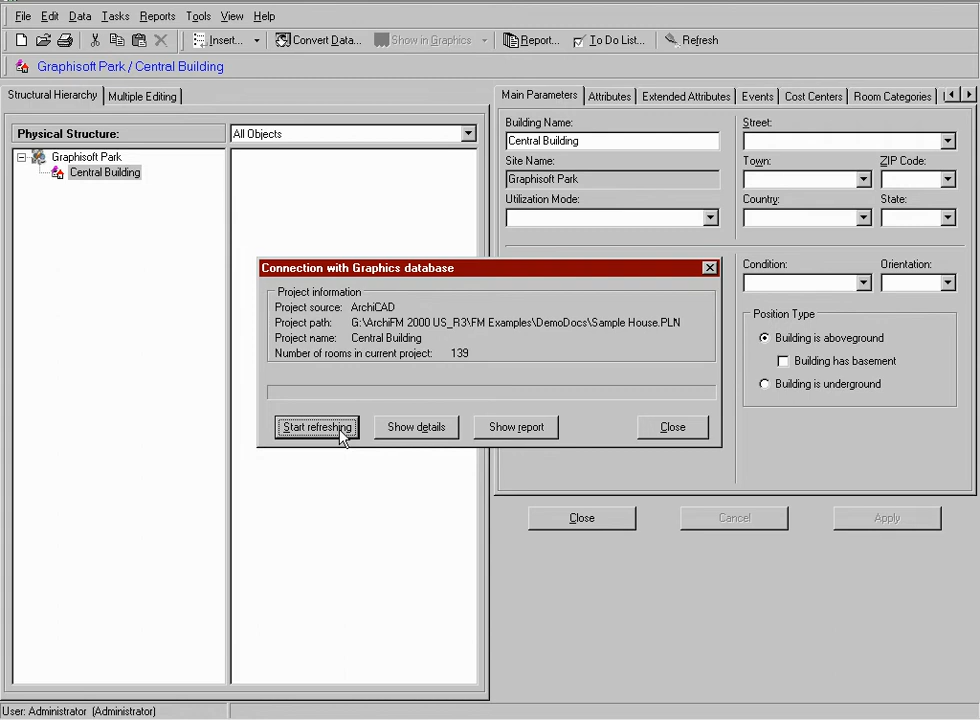 File Edit Data Tasks Reports Tools View Help
Insert... Convert Data... Show in Graphics Report... To Do List... Refresh
Graphisoft Park / Central Building
Structural Hierarchy Multiple Editing
Main Parameters Attributes Extended Attributes Events Cost Centers Room Categories
Physical Structure: All Objects
Graphisoft Park
Central Building
Building Name: Street:
Central Building
Site Name: Town: ZIP Code:
Graphisoft Park
Utilization Mode: Country: State:
Condition: Orientation:
Position Type
Building is aboveground
Building has basement
Building is underground
Connection with Graphics database
Project information
Project source: ArchiCAD
Project path: G:\ArchiFM 2000 US_R3\FM Examples\DemoDocs\Sample House.PLN
Project name: Central Building
Number of rooms in current project: 139
Start refreshing Show details Show report Close
Close Cancel Apply
User: Administrator (Administrator)